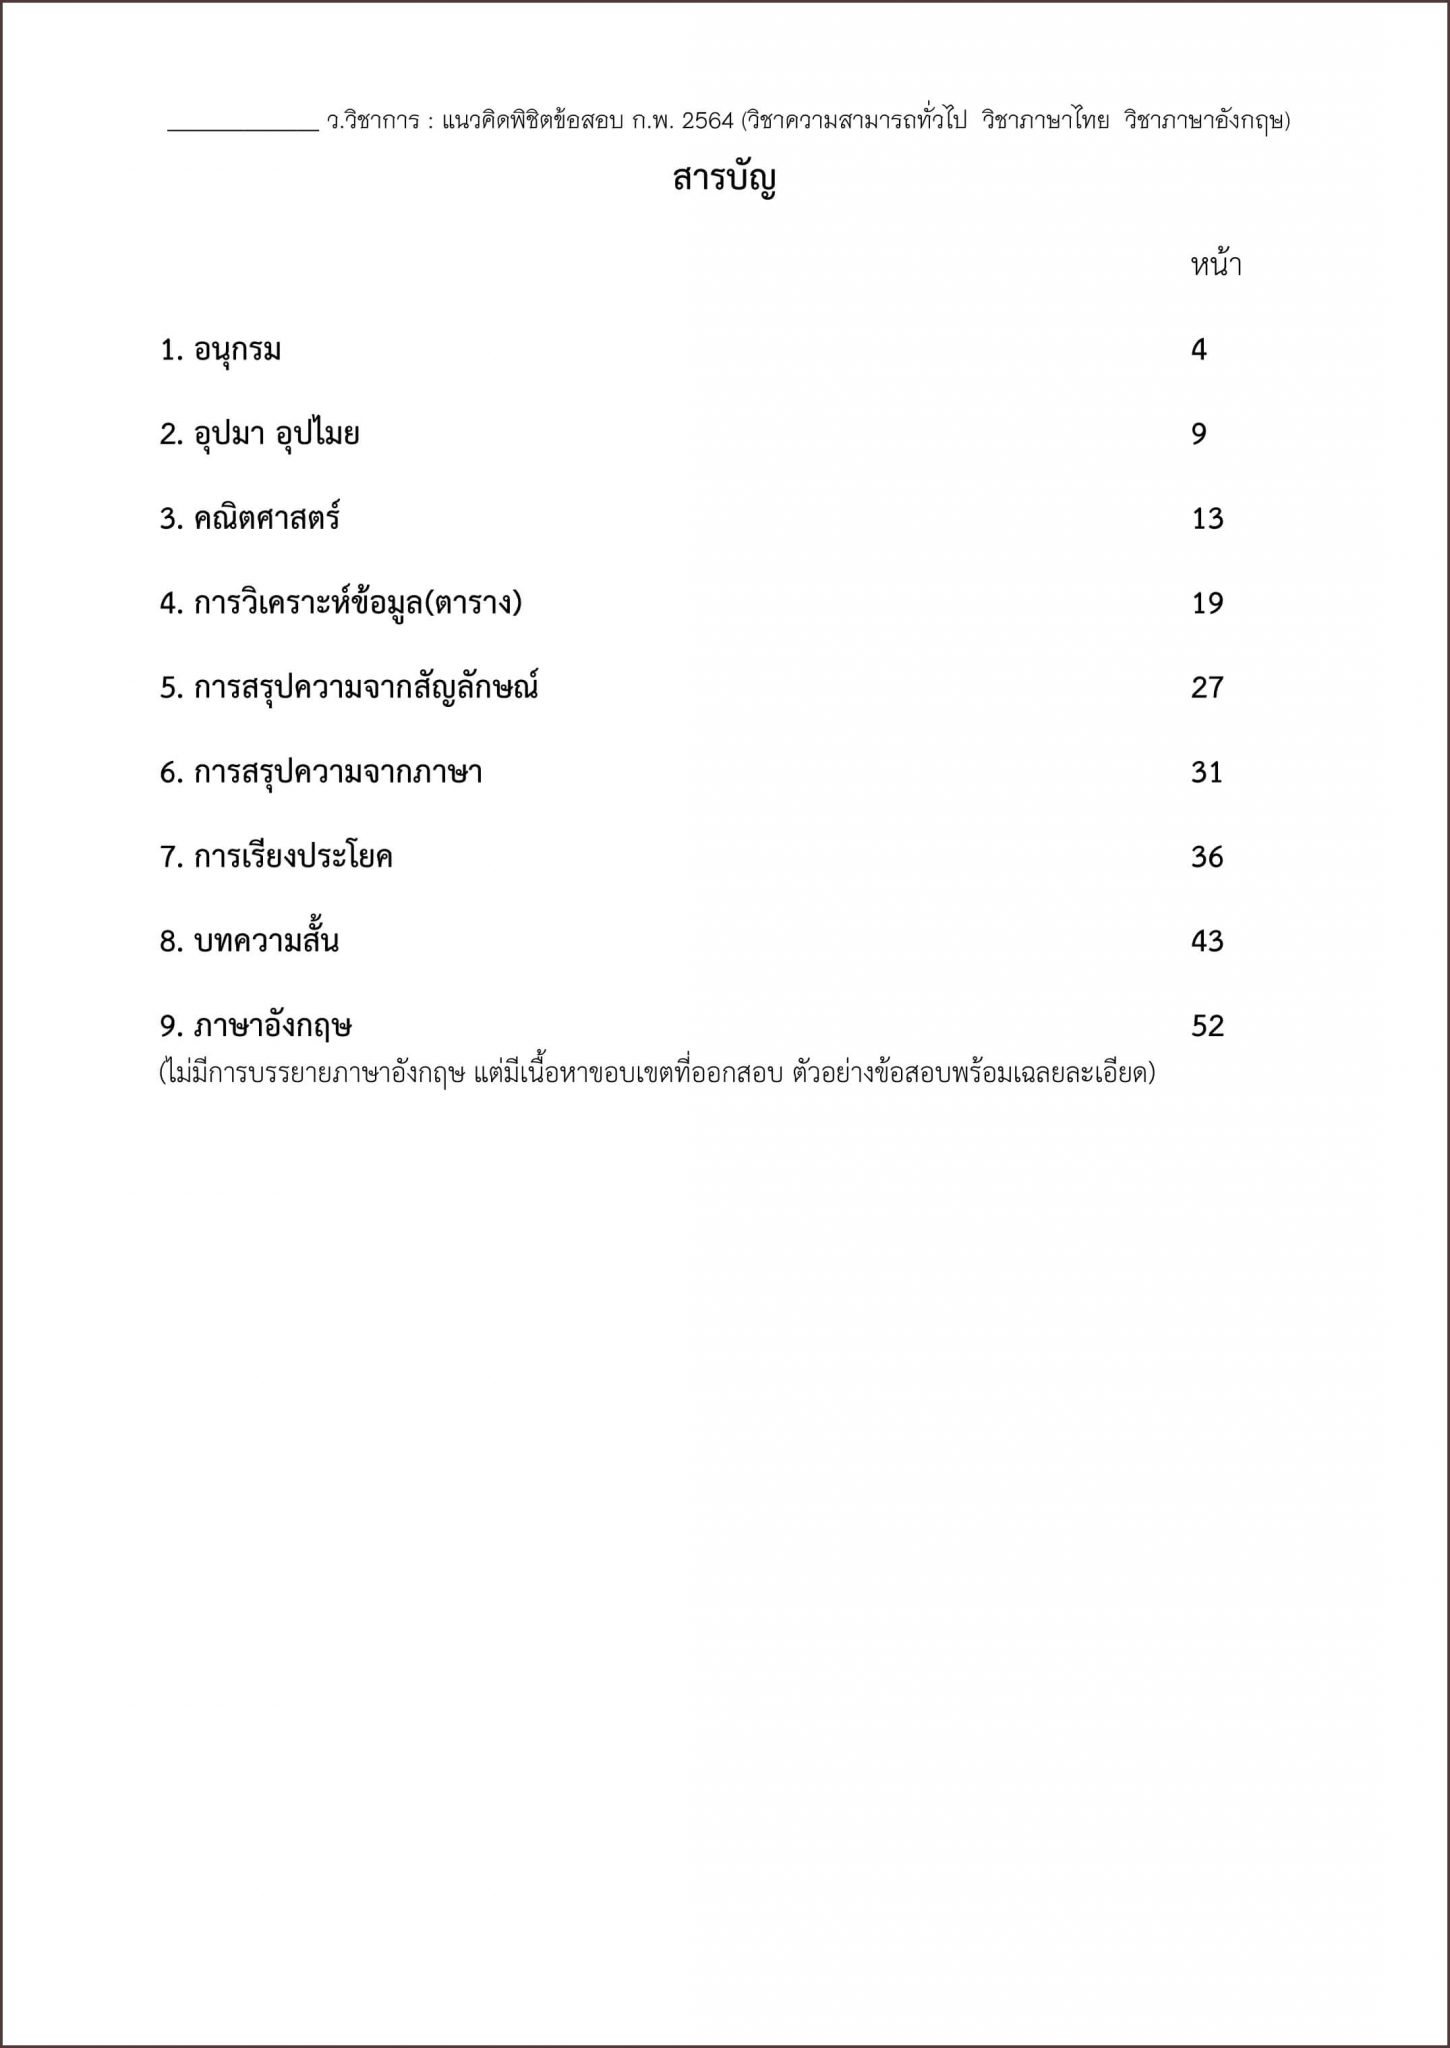 ____________ ว.วิชาการ : แนวคิดพิชิตข้อสอบ ก.พ. 2564 (วิชาความสามารถทั่วไป วิชาภาษาไทย วิชาภาษาอังกฤษ)
สารบัญ
หน้า
1. อนุกรม 4
2. อุปมา อุปไมย 9
3. คณิตศาสตร์ 13
4. การวิเคราะห์ข้อมูล(ตาราง) 19
5. การสรุปความจากสัญลักษณ์ 27
6. การสรุปความจากภาษา 31
7. การเรียงประโยค 36
8. บทความสั้น 43
9. ภาษาอังกฤษ 52
(ไม่มีการบรรยายภาษาอังกฤษ แต่มีเนื้อหาขอบเขตที่ออกสอบ ตัวอย่างข้อสอบพร้อมเฉลยละเอียด)